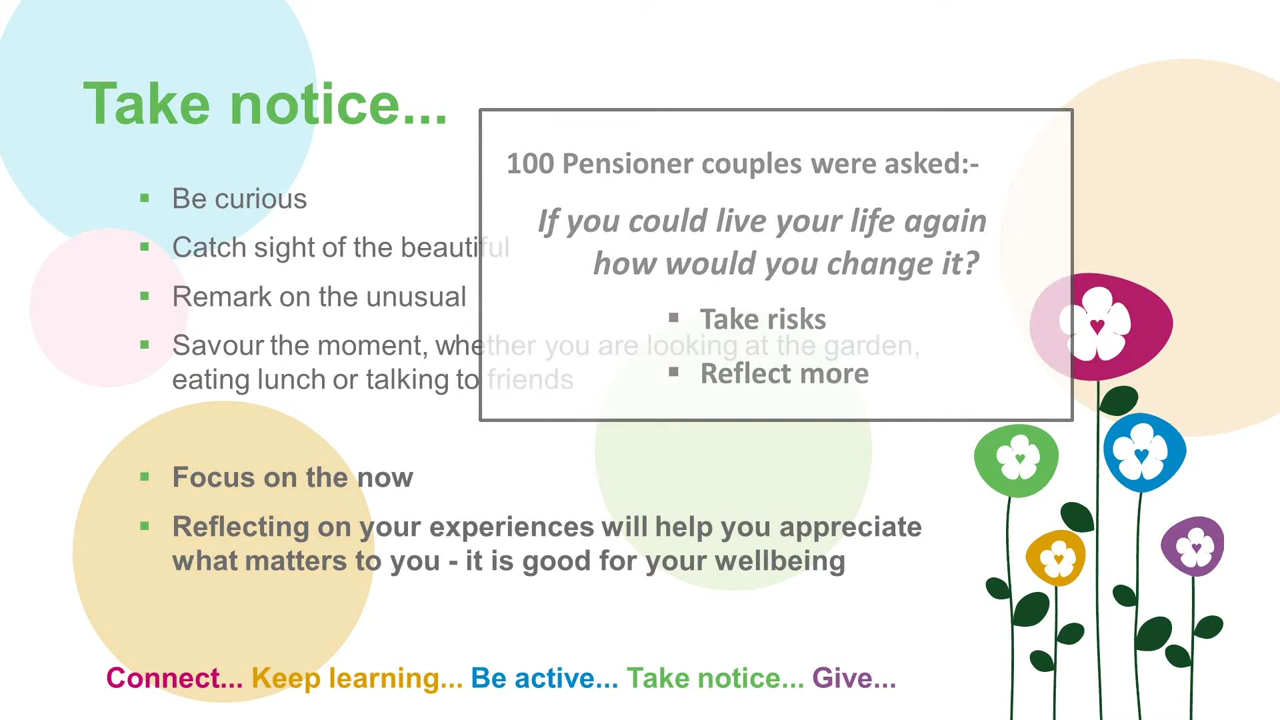 Take notice...
▪ Be curious
▪ Catch sight of the beautiful
▪ Remark on the unusual
▪ Savour the moment, whether you are looking at the garden,
eating lunch or talking to friends
100 Pensioner couples were asked:-
If you could live your life again
how would you change it?
▪ Take risks
▪ Reflect more
▪ Focus on the now
▪ Reflecting on your experiences will help you appreciate
what matters to you - it is good for your wellbeing
Connect... Keep learning... Be active... Take notice... Give...